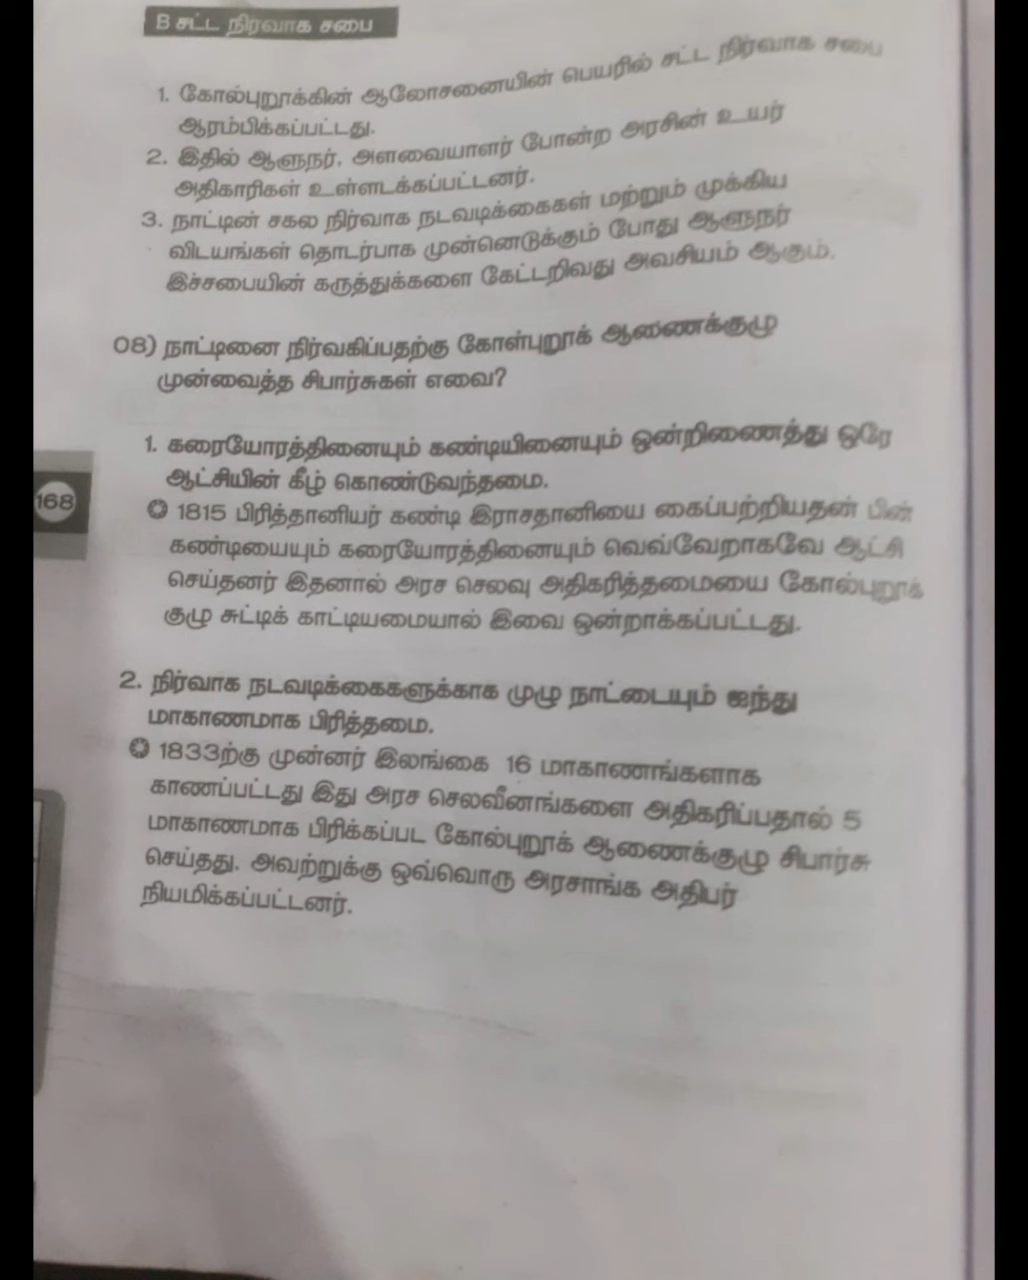 B சட்ட நிர்வாக சபை
1. கோல்புறூக்கின் ஆலோசனையின் பெயரில் சட்ட நிர்வாக சபை
ஆரம்பிக்கப்பட்டது.
2. இதில் ஆளுநர், அளவையாளர் போன்ற அரசின் உயர்
அதிகாரிகள் உள்ளடக்கப்பட்டனர்.
3. நாட்டின் சகல நிர்வாக நடவடிக்கைகள் மற்றும் முக்கிய
விடயங்கள் தொடர்பாக முன்னெடுக்கும் போது ஆளுநர்
இச்சபையின் கருத்துக்களை கேட்டறிவது அவசியம் ஆகும்.
08) நாட்டினை நிர்வகிப்பதற்கு கோள்புறூக் ஆணைக்குழு
முன்வைத்த சிபார்சுகள் எவை?
1. கரையோரத்தினையும் கண்டியினையும் ஒன்றிணைத்து ஒரே
ஆட்சியின் கீழ் கொண்டுவந்தமை.
168
✪ 1815 பிரித்தானியர் கண்டி இராசதானியை கைப்பற்றியதன் பின்
கண்டியையும் கரையோரத்தினையும் வெவ்வேறாகவே ஆட்சி
செய்தனர் இதனால் அரச செலவு அதிகரித்தமையை கோல்புறூக்
குழு சுட்டிக் காட்டியமையால் இவை ஒன்றாக்கப்பட்டது.
2. நிர்வாக நடவடிக்கைகளுக்காக முழு நாட்டையும் ஐந்து
மாகாணமாக பிரித்தமை.
✪ 1833ற்கு முன்னர் இலங்கை 16 மாகாணங்களாக
காணப்பட்டது இது அரச செலவீனங்களை அதிகரிப்பதால் 5
மாகாணமாக பிரிக்கப்பட கோல்புறூக் ஆணைக்குழு சிபார்சு
செய்தது. அவற்றுக்கு ஒவ்வொரு அரசாங்க அதிபர்
நியமிக்கப்பட்டனர்.